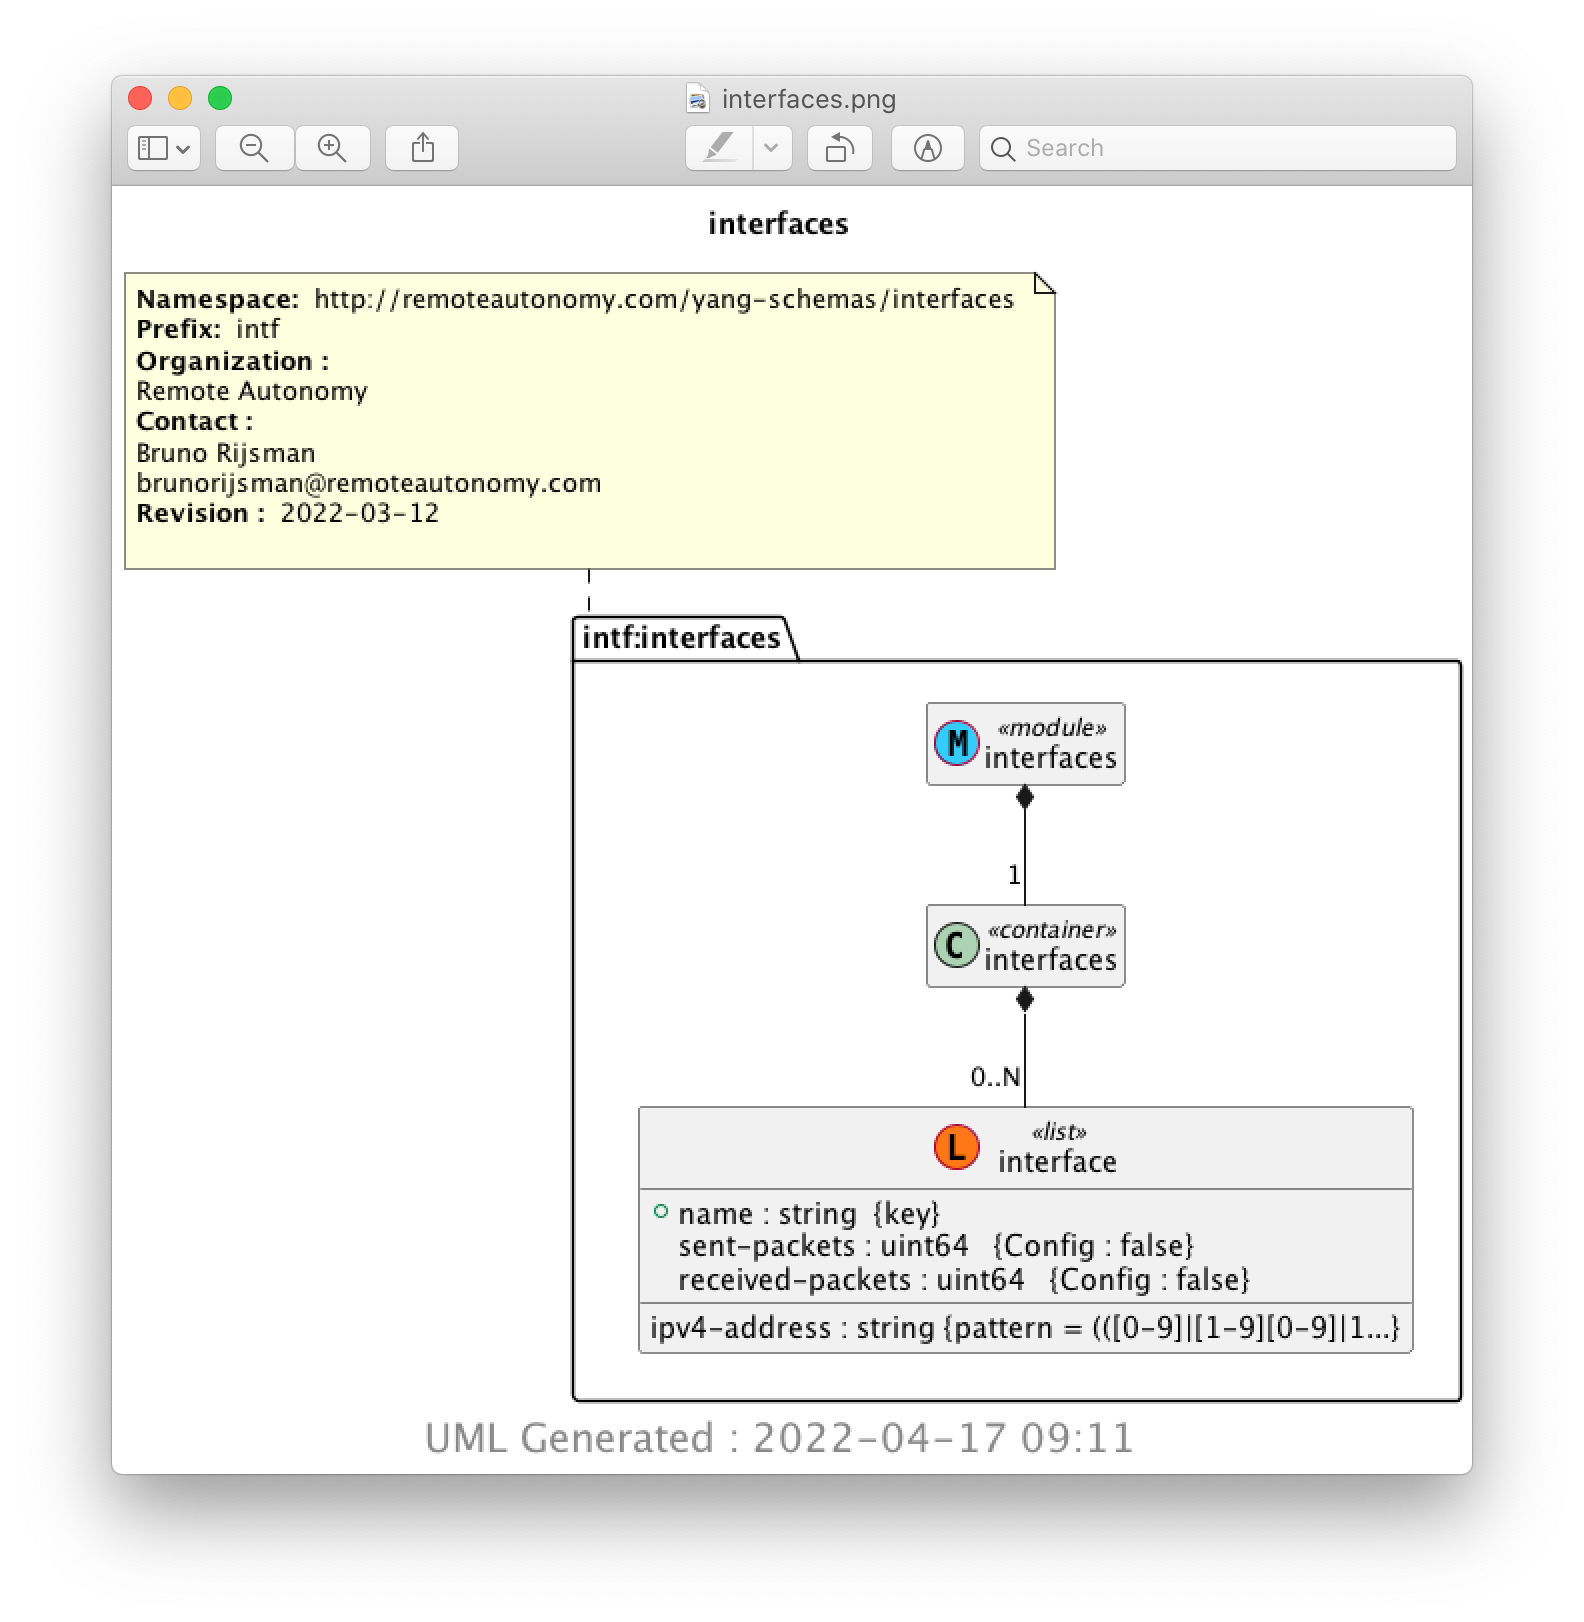 interfaces.png
Search
interfaces
Namespace: http://remoteautonomy.com/yang-schemas/interfaces
Prefix: intf
Organization :
Remote Autonomy
Contact :
Bruno Rijsman
brunorijsman@remoteautonomy.com
Revision : 2022-03-12
intf:interfaces
M
«module»
interfaces
1
C
«container»
interfaces
0..N
L
«list»
interface
name : string {key}
sent-packets : uint64 {Config : false}
received-packets : uint64 {Config : false}
ipv4-address : string {pattern = (([0-9]|[1-9][0-9]|1...}
UML Generated : 2022-04-17 09:11